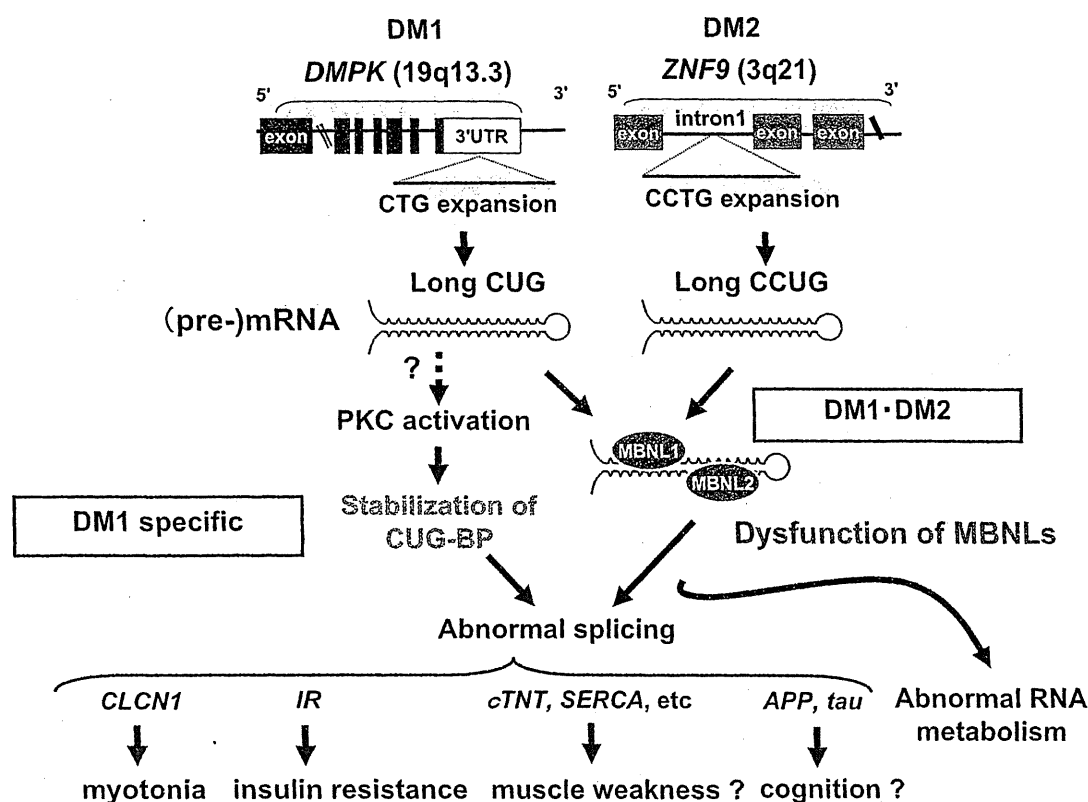 DM1
DM2
DMPK (19q13.3)
ZNF9 (3q21)
5'
3'
5'
3'
exon
3'UTR
exon
intron1
exon
exon
CTG expansion
CCTG expansion
Long CUG
Long CCUG
(pre-)mRNA
?
PKC activation
DM1・DM2
MBNL1
MBNL2
DM1 specific
Stabilization of
CUG-BP
Dysfunction of MBNLs
Abnormal splicing
CLCN1
IR
cTNT, SERCA, etc
APP, tau
Abnormal RNA
metabolism
myotonia
insulin resistance
muscle weakness ?
cognition ?